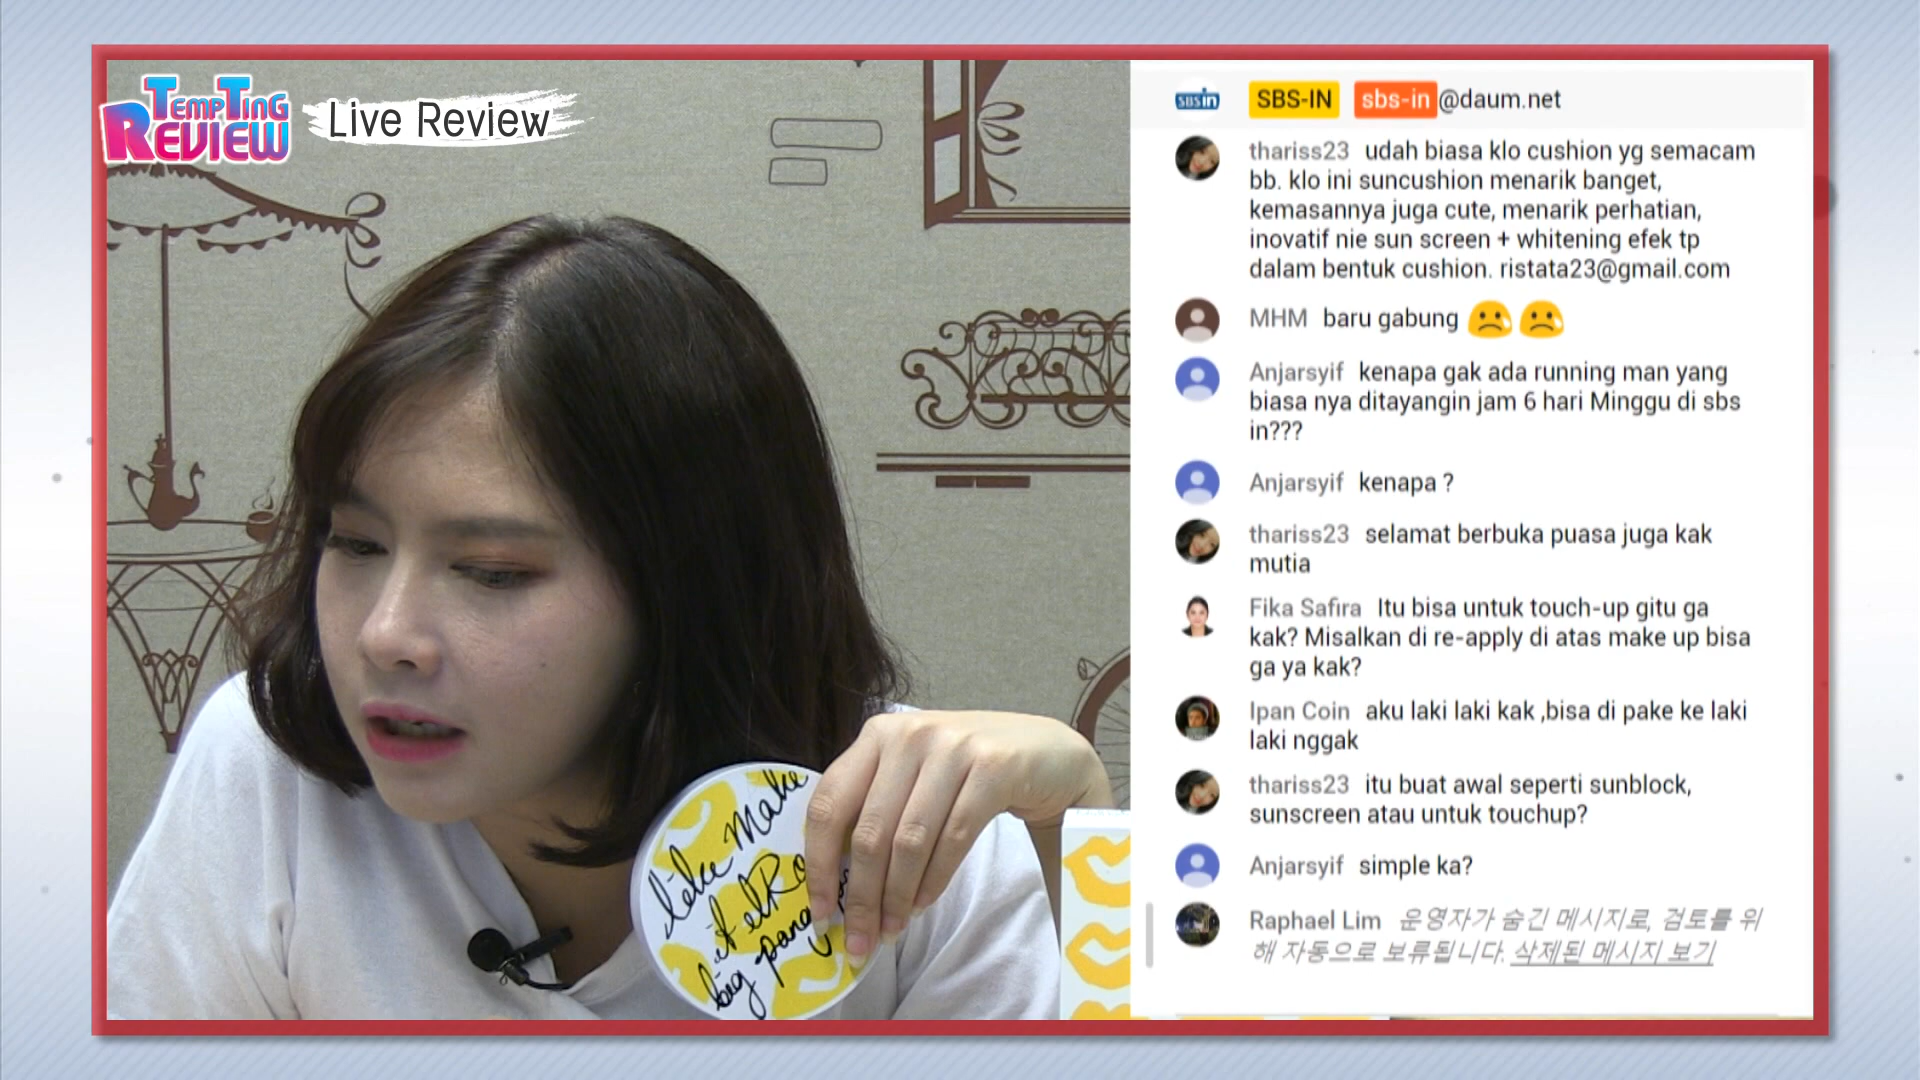 TEMPTING
REVIEW
Live Review
SBS in SBS-IN sbs-in @daum.net
thariss23 udah biasa klo cushion yg semacam
bb. klo ini suncushion menarik banget,
kemasannya juga cute, menarik perhatian,
inovatif nie sun screen + whitening efek tp
dalam bentuk cushion. ristata23@gmail.com
MHM baru gabung
Anjarsyif kenapa gak ada running man yang
biasa nya ditayangin jam 6 hari Minggu di sbs
in???
Anjarsyif kenapa ?
thariss23 selamat berbuka puasa juga kak
mutia
Fika Safira Itu bisa untuk touch-up gitu ga
kak? Misalkan di re-apply di atas make up bisa
ga ya kak?
Ipan Coin aku laki laki kak ,bisa di pake ke laki
laki nggak
thariss23 itu buat awal seperti sunblock,
sunscreen atau untuk touchup?
Anjarsyif simple ka?
Raphael Lim 운영자가 숨긴 메시지로, 검토를 위
해 자동으로 보류됩니다. 삭제된 메시지 보기
Make
it
big